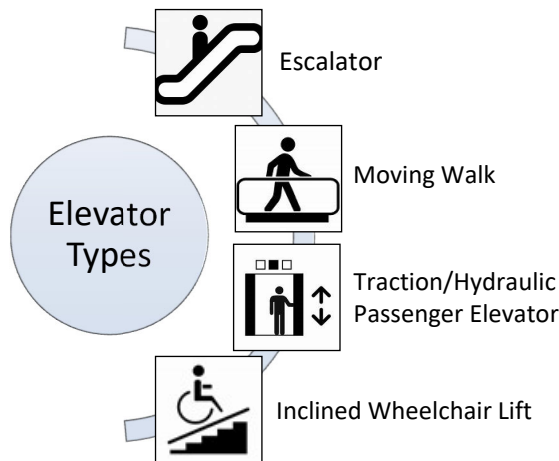 Elevator
Types
Escalator
Moving Walk
Traction/Hydraulic
Passenger Elevator
Inclined Wheelchair Lift